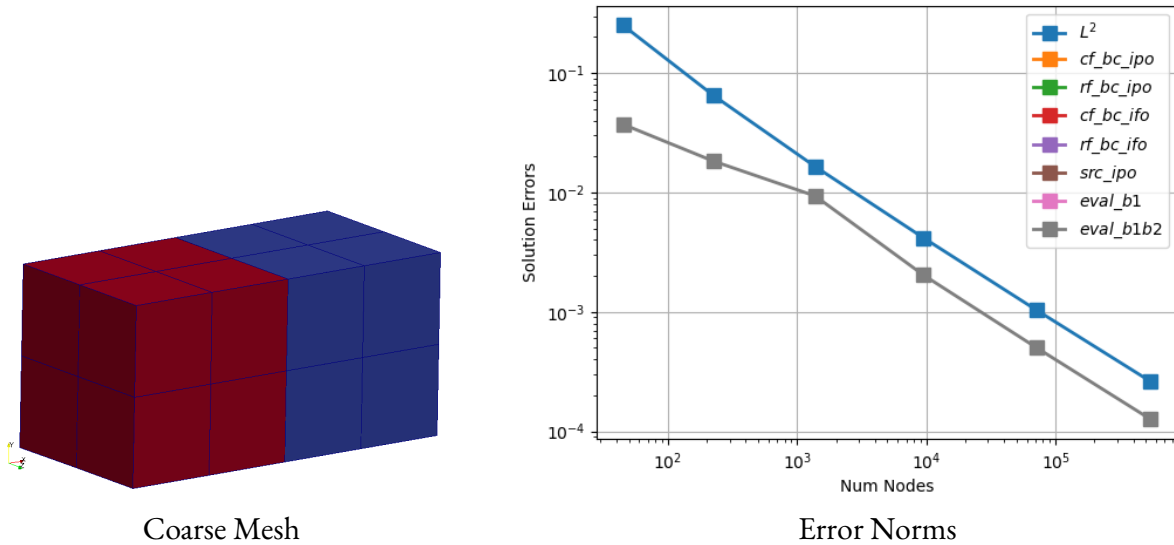 10⁻¹
10⁻²
10⁻³
10⁻⁴
Solution Errors
L²
cf_bc_ipo
rf_bc_ipo
cf_bc_ifo
rf_bc_ifo
src_ipo
eval_b1
eval_b1b2
10² 10³ 10⁴ 10⁵
Num Nodes
Y
Coarse Mesh
Error Norms